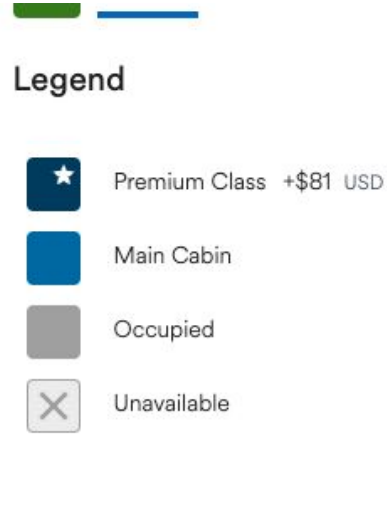 Legend
Premium Class +$81 USD
Main Cabin
Occupied
Unavailable